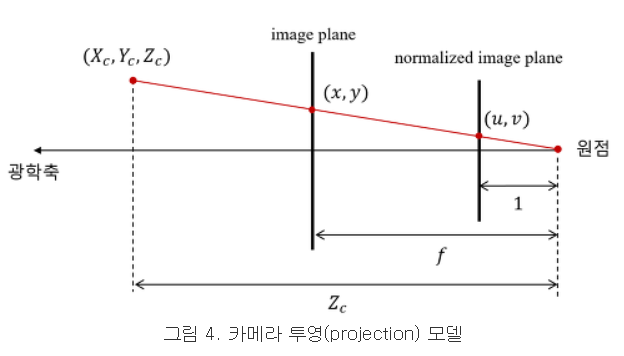 image plane
normalized image plane
(X_c, Y_c, Z_c)
(x, y)
(u, v)
원점
광학축
1
f
Z_c
그림 4. 카메라 투영(projection) 모델